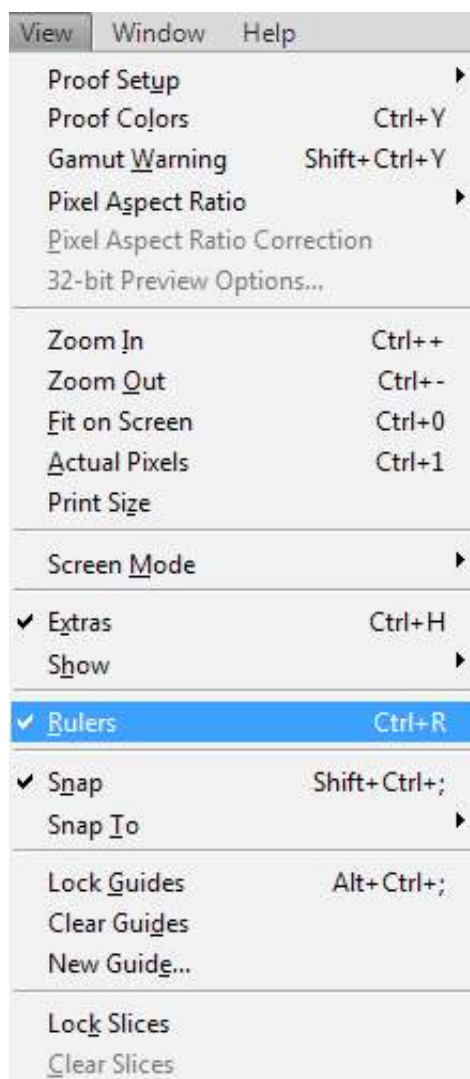 View Window Help
Proof Setup
Proof Colors Ctrl+Y
Gamut Warning Shift+Ctrl+Y
Pixel Aspect Ratio
Pixel Aspect Ratio Correction
32-bit Preview Options...
Zoom In Ctrl++
Zoom Out Ctrl+-
Fit on Screen Ctrl+0
Actual Pixels Ctrl+1
Print Size
Screen Mode
Extras Ctrl+H
Show
Rulers Ctrl+R
Snap Shift+Ctrl+;
Snap To
Lock Guides Alt+Ctrl+;
Clear Guides
New Guide...
Lock Slices
Clear Slices